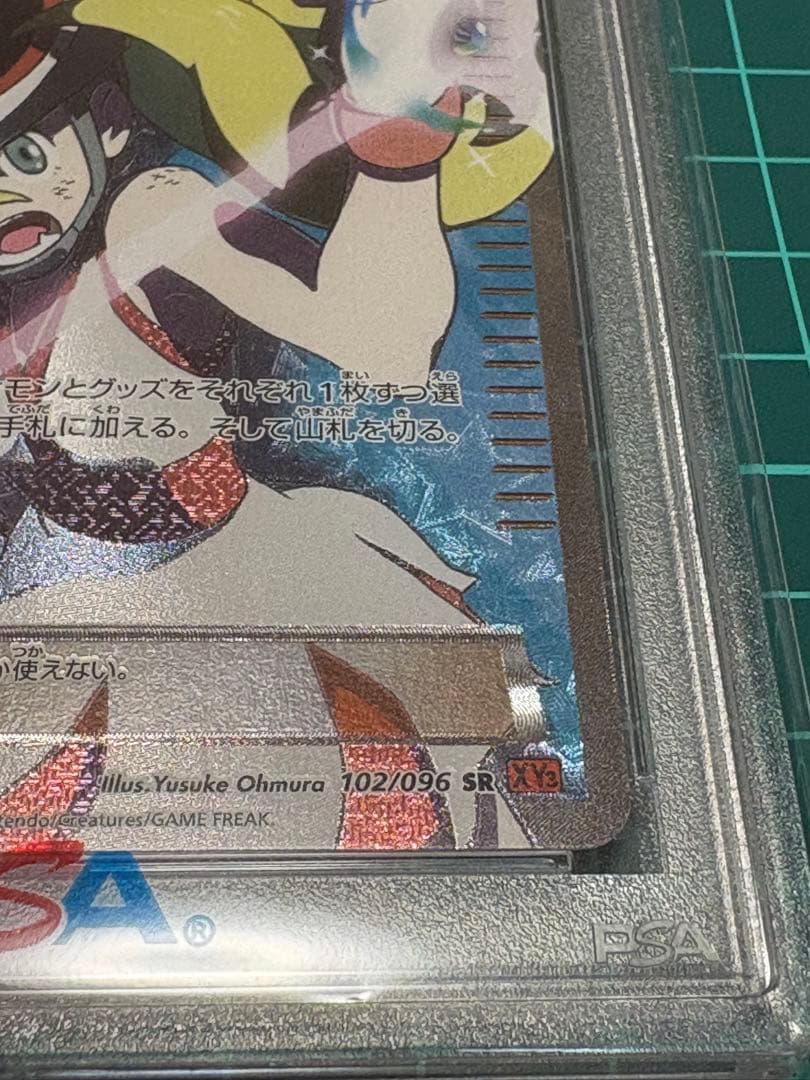 モンとグッズをそれぞれ1枚ずつ選
手札に加える。そして山札を切る。
使えない。
Illus.Yusuke Ohmura 102/096 SR XY3
tendo/Creatures/GAME FREAK.
SA®
PSA